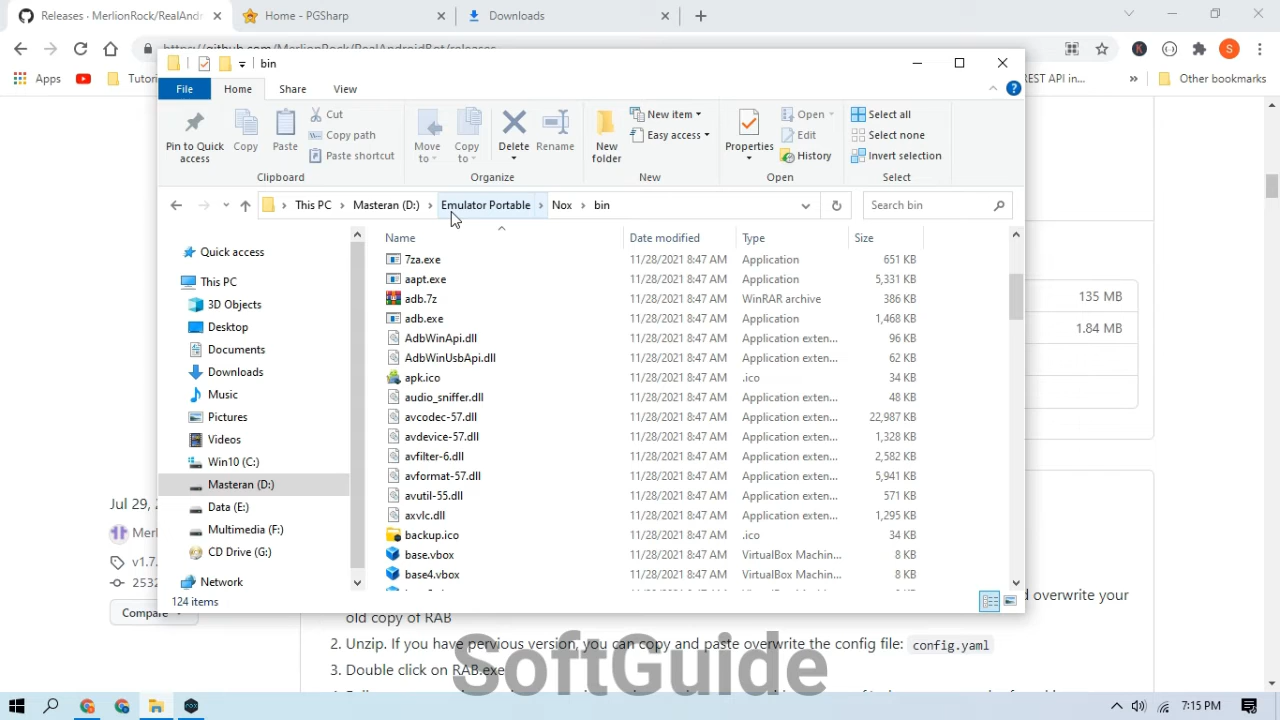 Releases · MerlionRock/RealAndr
Home - PGSharp
Downloads
https://github.com/MerlionRock/RealAndroidBot/releases
Apps
Tutori
REST API in...
Other bookmarks
K
S
bin
File
Home
Share
View
Pin to Quick access
Copy
Paste
Cut
Copy path
Paste shortcut
Clipboard
Move to
Copy to
Delete
Rename
Organize
New folder
New item
Easy access
New
Properties
Open
Edit
History
Open
Select all
Select none
Invert selection
Select
This PC
Masteran (D:)
Emulator Portable
Nox
bin
Search bin
Name
Date modified
Type
Size
Quick access
This PC
3D Objects
Desktop
Documents
Downloads
Music
Pictures
Videos
Win10 (C:)
Masteran (D:)
Data (E:)
Multimedia (F:)
CD Drive (G:)
Network
7za.exe 11/28/2021 8:47 AM Application 651 KB
aapt.exe 11/28/2021 8:47 AM Application 5,331 KB
adb.7z 11/28/2021 8:47 AM WinRAR archive 386 KB
adb.exe 11/28/2021 8:47 AM Application 1,468 KB
AdbWinApi.dll 11/28/2021 8:47 AM Application exten... 96 KB
AdbWinUsbApi.dll 11/28/2021 8:47 AM Application exten... 62 KB
apk.ico 11/28/2021 8:47 AM .ico 34 KB
audio_sniffer.dll 11/28/2021 8:47 AM Application exten... 48 KB
avcodec-57.dll 11/28/2021 8:47 AM Application exten... 22,987 KB
avdevice-57.dll 11/28/2021 8:47 AM Application exten... 1,328 KB
avfilter-6.dll 11/28/2021 8:47 AM Application exten... 2,582 KB
avformat-57.dll 11/28/2021 8:47 AM Application exten... 5,941 KB
avutil-55.dll 11/28/2021 8:47 AM Application exten... 571 KB
axvlc.dll 11/28/2021 8:47 AM Application exten... 1,295 KB
backup.ico 11/28/2021 8:47 AM .ico 34 KB
base.vbox 11/28/2021 8:47 AM VirtualBox Machin... 8 KB
base4.vbox 11/28/2021 8:47 AM VirtualBox Machin... 8 KB
124 items
135 MB
1.84 MB
Jul 29,
Merl
v1.7.
2532
Compare
d overwrite your
old copy of RAB
2. Unzip. If you have pervious version, you can copy and paste overwrite the config file: config.yaml
3. Double click on RAB.exe
SoftGuide
7:15 PM